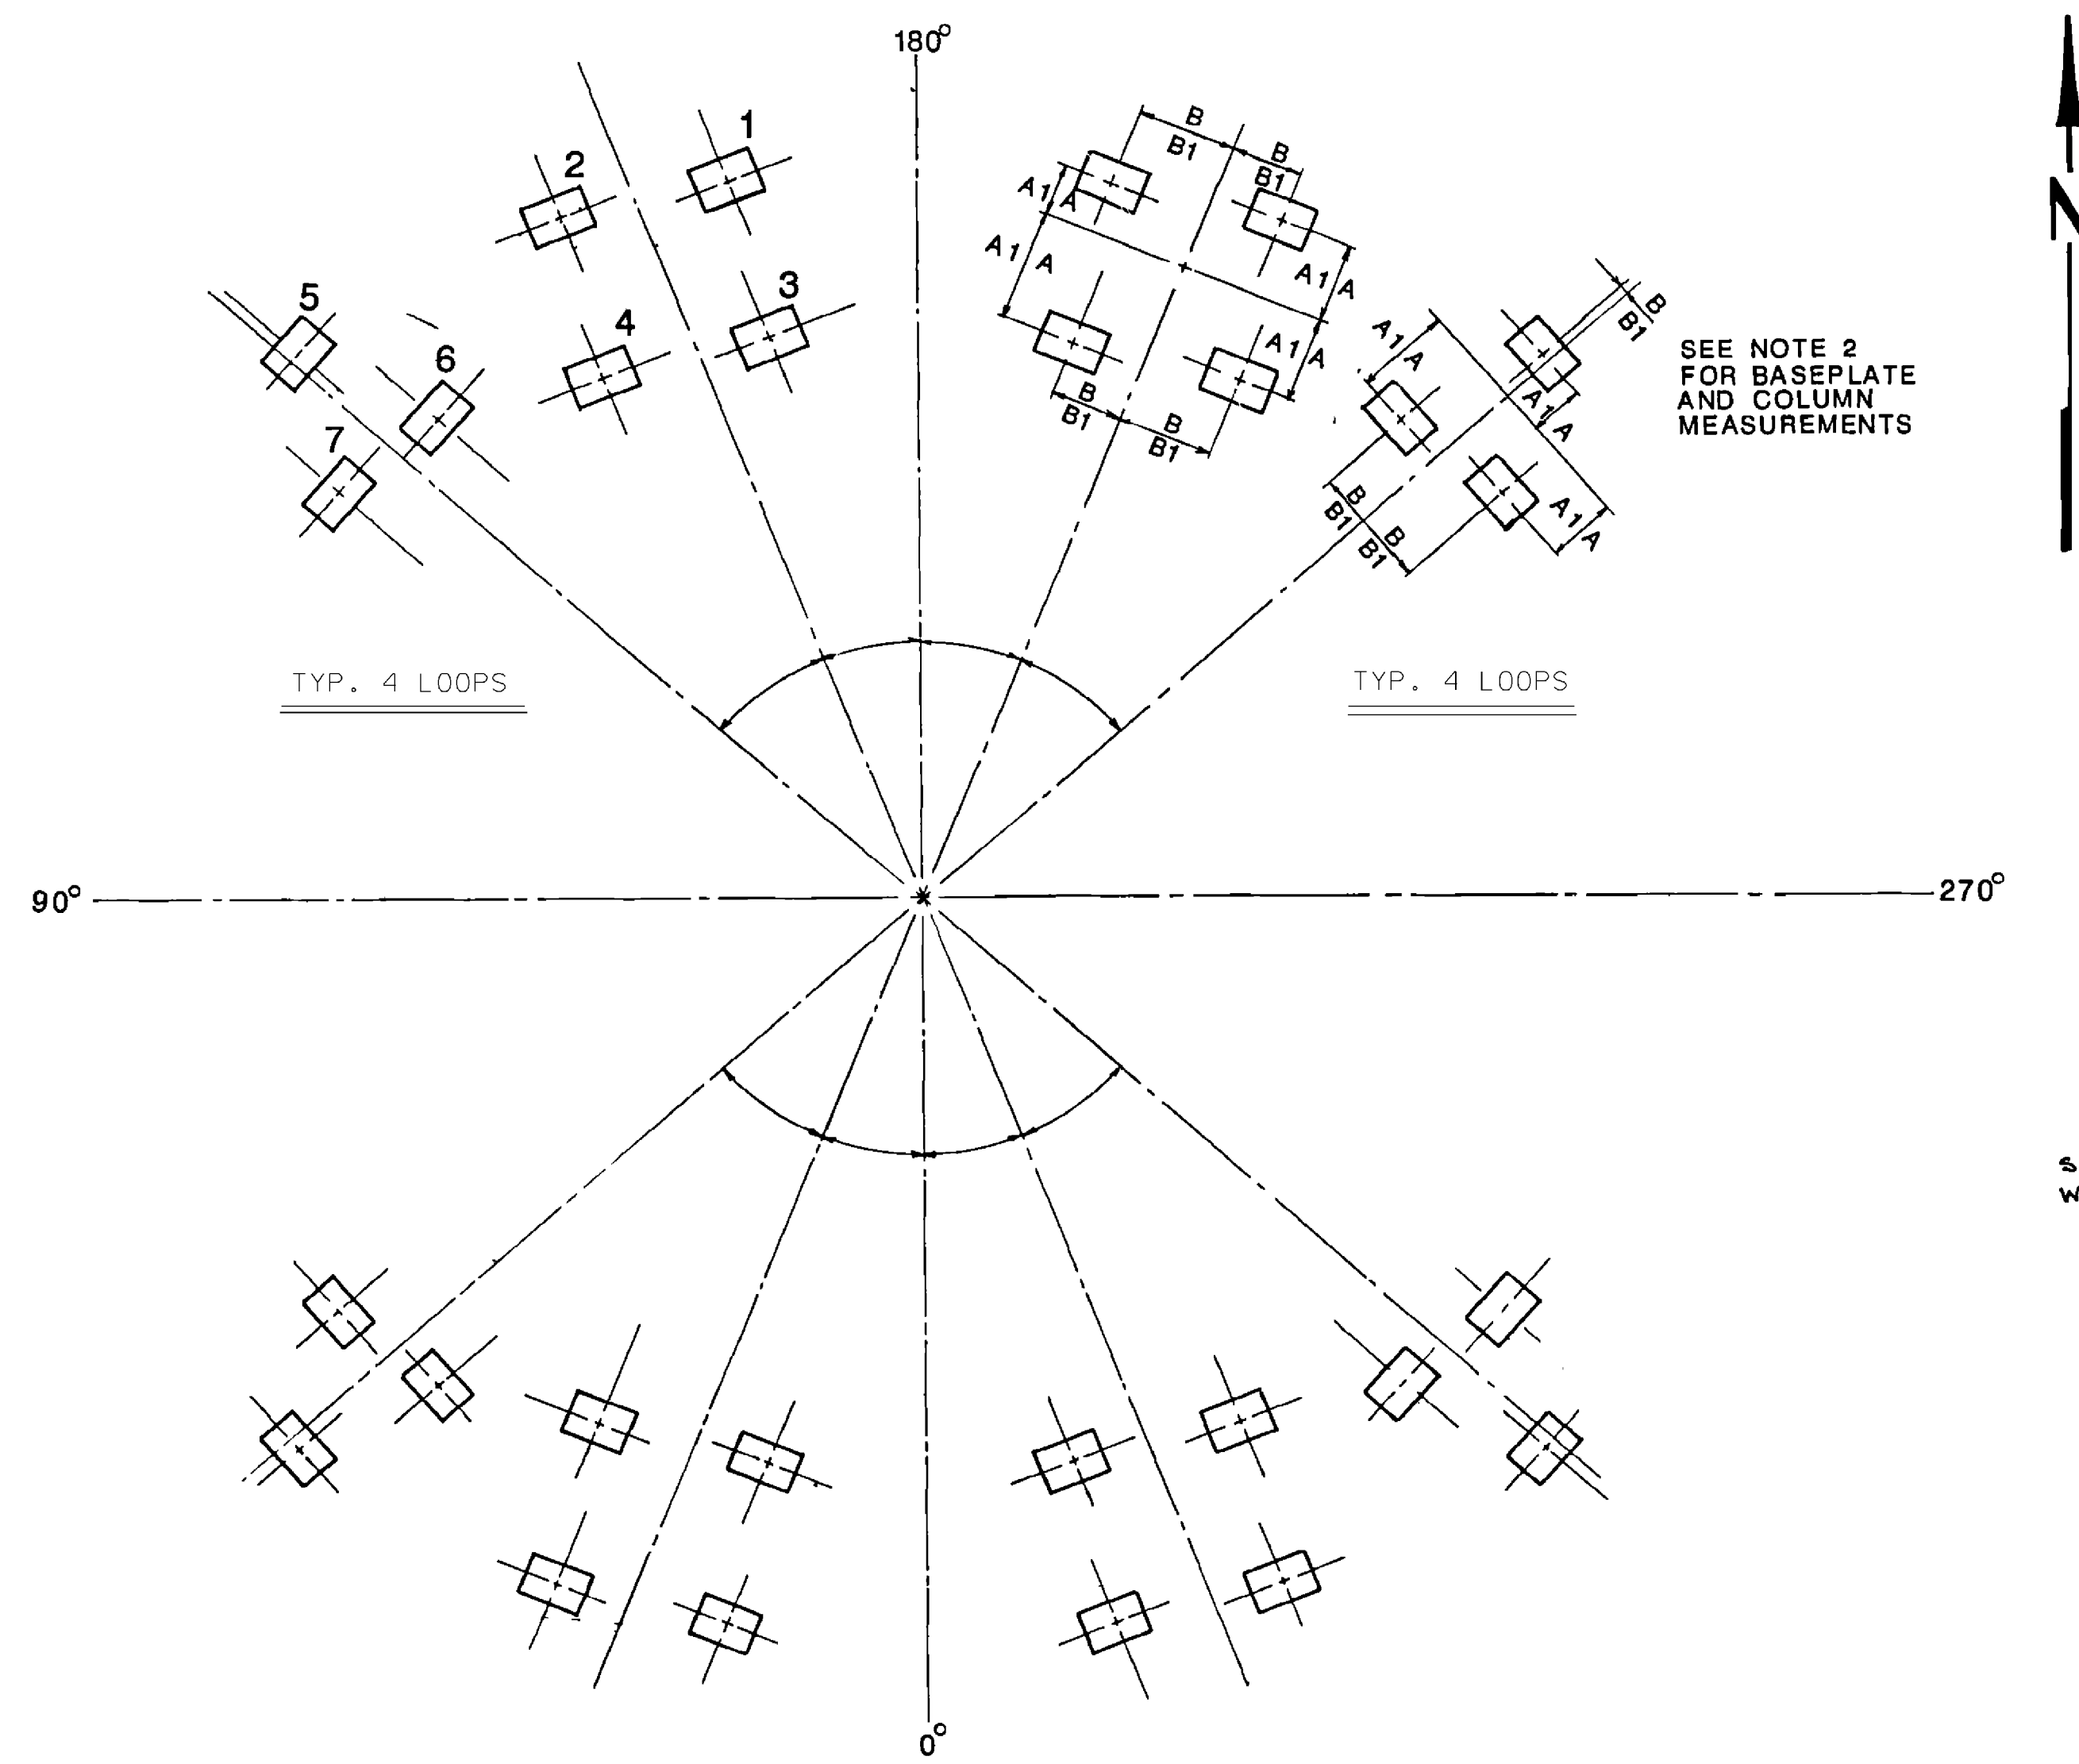 180°
1
2
3
4
5
6
7
B
B1
B
B1
A1 A
A1 A
A1 A
A1 A
B
B1
B
B1
B
B1
A1 A
A1 A
A1 A
B
B1
B
B1
N
SEE NOTE 2
FOR BASEPLATE
AND COLUMN
MEASUREMENTS
TYP. 4 LOOPS
TYP. 4 LOOPS
90°
270°
S
W
0°